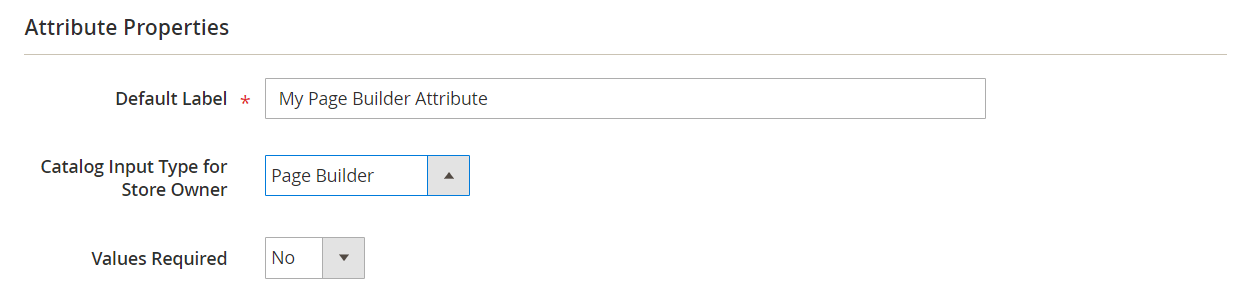 Attribute Properties
Default Label * My Page Builder Attribute
Catalog Input Type for
Store Owner
Page Builder
Values Required No